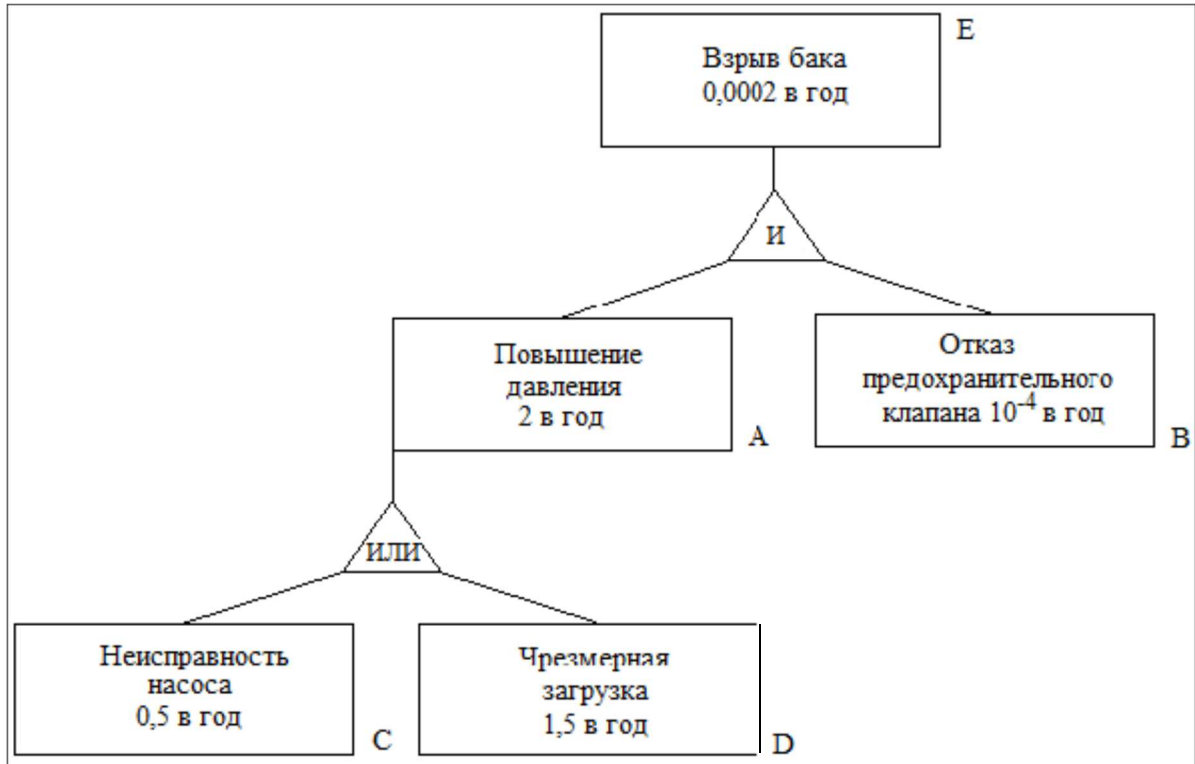 Взрыв бака
0,0002 в год
E
И
Повышение
давления
2 в год
A
Отказ
предохранительного
клапана 10⁻⁴ в год
B
ИЛИ
Неисправность
насоса
0,5 в год
C
Чрезмерная
загрузка
1,5 в год
D